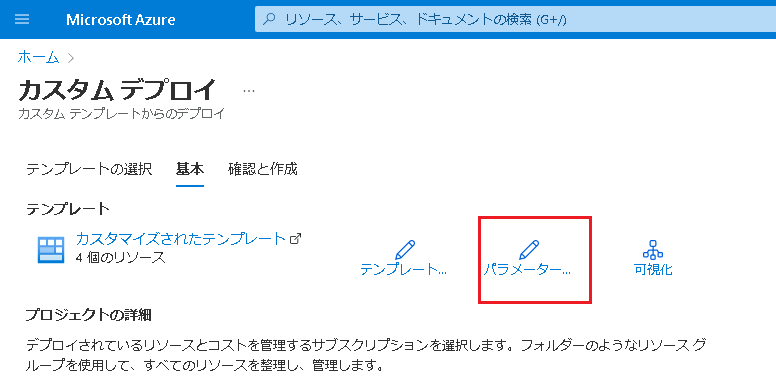 Microsoft Azure
リソース、サービス、ドキュメントの検索 (G+/)
ホーム
カスタム デプロイ ...
カスタム テンプレートからのデプロイ
テンプレートの選択 基本 確認と作成
テンプレート
カスタマイズされたテンプレート
4 個のリソース
テンプレート... パラメーター... 可視化
プロジェクトの詳細
デプロイされているリソースとコストを管理するサブスクリプションを選択します。フォルダーのようなリソース グ
ループを使用して、すべてのリソースを整理し、管理します。